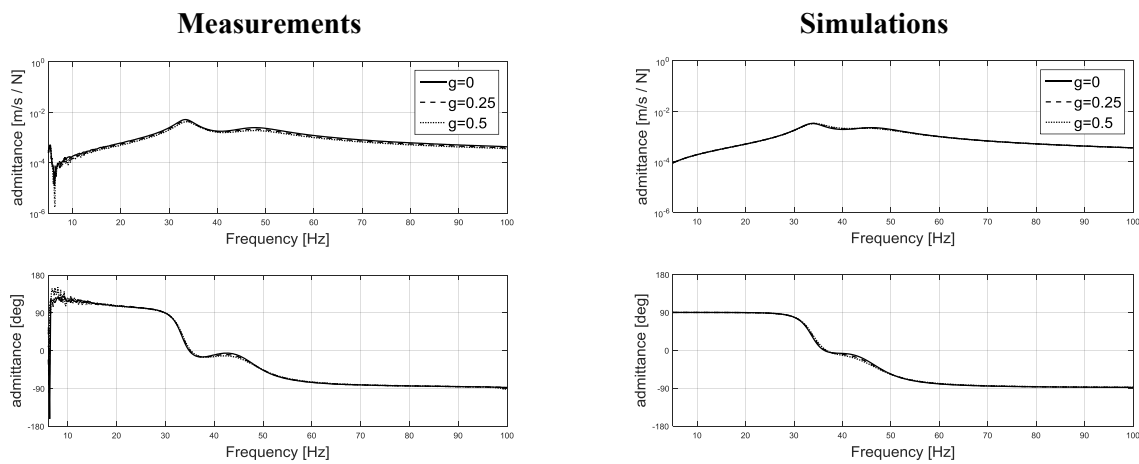 Measurements
Simulations
10^0
10^-2
10^-4
10^-6
admittance [m/s / N]
g=0
g=0.25
g=0.5
10 20 30 40 50 60 70 80 90 100
Frequency [Hz]
10^0
10^-2
10^-4
10^-6
admittance [m/s / N]
g=0
g=0.25
g=0.5
10 20 30 40 50 60 70 80 90 100
Frequency [Hz]
180
90
0
-90
-180
admittance [deg]
10 20 30 40 50 60 70 80 90 100
Frequency [Hz]
180
90
0
-90
-180
admittance [deg]
10 20 30 40 50 60 70 80 90 100
Frequency [Hz]